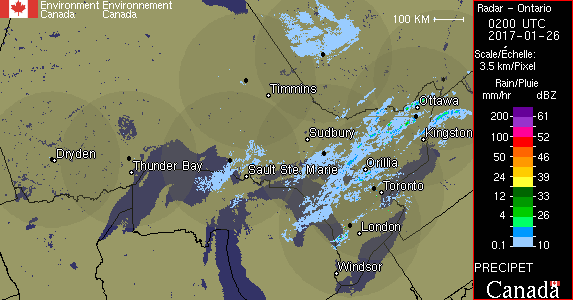 Environment Environnement
Canada Canada
100 KM
Timmins
Ottawa
Sudbury
Kingston
Dryden
Thunder Bay
Sault Ste. Marie
Orillia
Toronto
London
Windsor
Radar - Ontario
0200 UTC
2017-01-26
Scale/Échelle:
3.5 km/Pixel
Rain/Pluie
mm/hr dBZ
200 61
100 52
50 46
24 39
12 33
4 26
0.1 10
PRECIPET
Canada